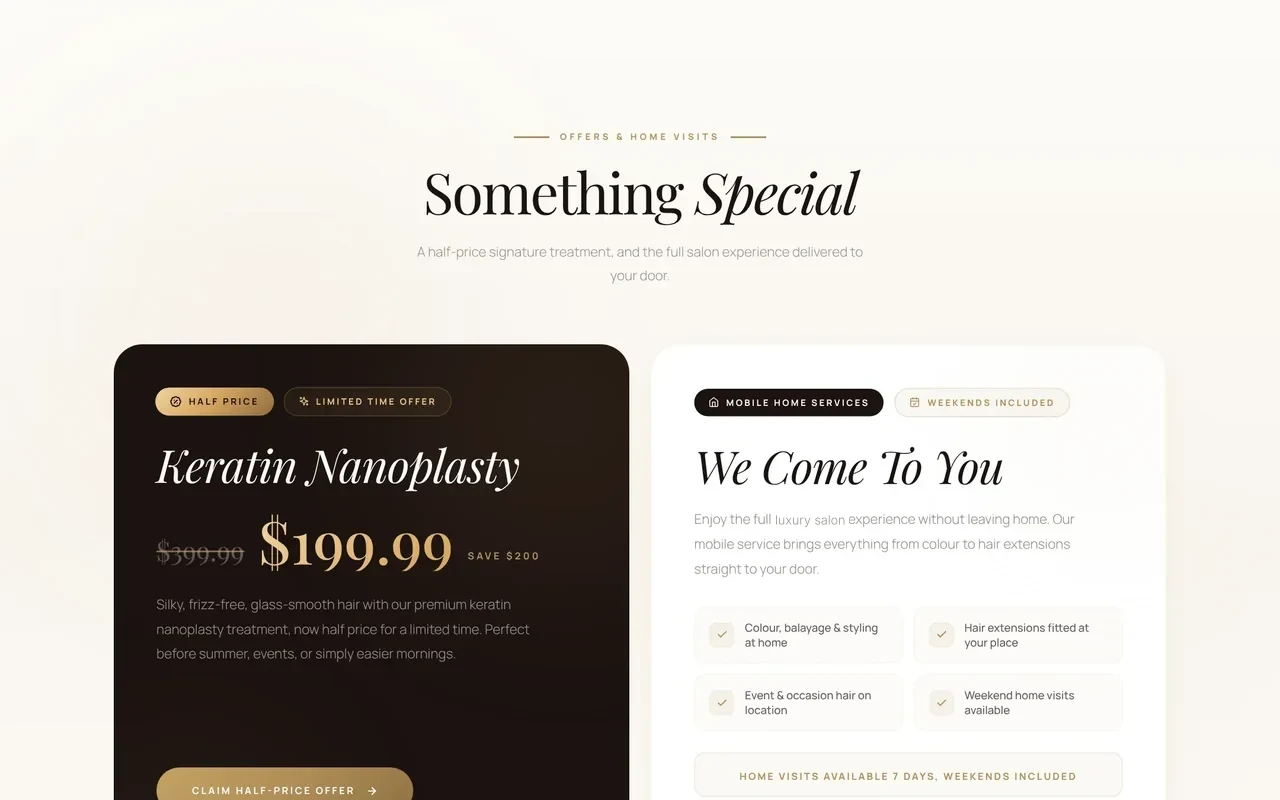 OFFERS & HOME VISITS
Something Special
A half-price signature treatment, and the full salon experience delivered to
your door.
HALF PRICE
LIMITED TIME OFFER
Keratin Nanoplasty
$399.99 $199.99 SAVE $200
Silky, frizz-free, glass-smooth hair with our premium keratin
nanoplasty treatment, now half price for a limited time. Perfect
before summer, events, or simply easier mornings.
CLAIM HALF-PRICE OFFER →
MOBILE HOME SERVICES
WEEKENDS INCLUDED
We Come To You
Enjoy the full luxury salon experience without leaving home. Our
mobile service brings everything from colour to hair extensions
straight to your door.
Colour, balayage & styling
at home
Hair extensions fitted at
your place
Event & occasion hair on
location
Weekend home visits
available
HOME VISITS AVAILABLE 7 DAYS, WEEKENDS INCLUDED